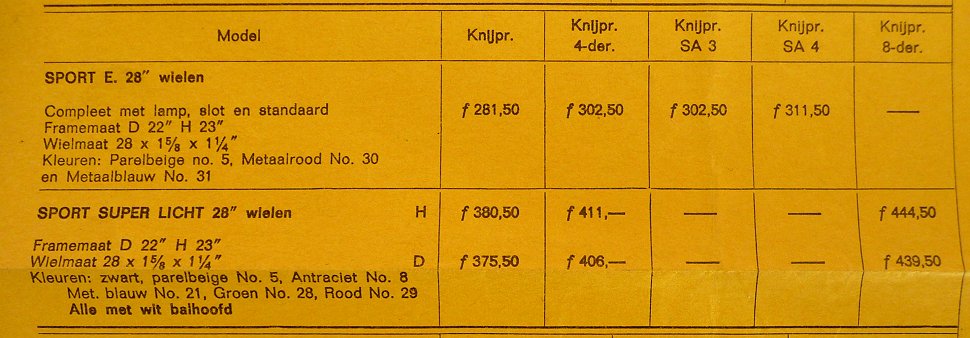 Model Knijpr. Knijpr. 4-der. Knijpr. SA 3 Knijpr. SA 4 Knijpr. 8-der.
SPORT E. 28" wielen
Compleet met lamp, slot en standaard f 281,50 f 302,50 f 302,50 f 311,50 —
Framemaat D 22" H 23"
Wielmaat 28 x 1⅝ x 1¼"
Kleuren: Parelbeige no. 5, Metaalrood No. 30
en Metaalblauw No. 31
SPORT SUPER LICHT 28" wielen H f 380,50 f 411,— — — f 444,50
Framemaat D 22" H 23"
Wielmaat 28 x 1⅝ x 1¼" D f 375,50 f 406,— — — f 439,50
Kleuren: zwart, parelbeige No. 5, Antraciet No. 8
Met. blauw No. 21, Groen No. 28, Rood No. 29
Alle met wit balhoofd